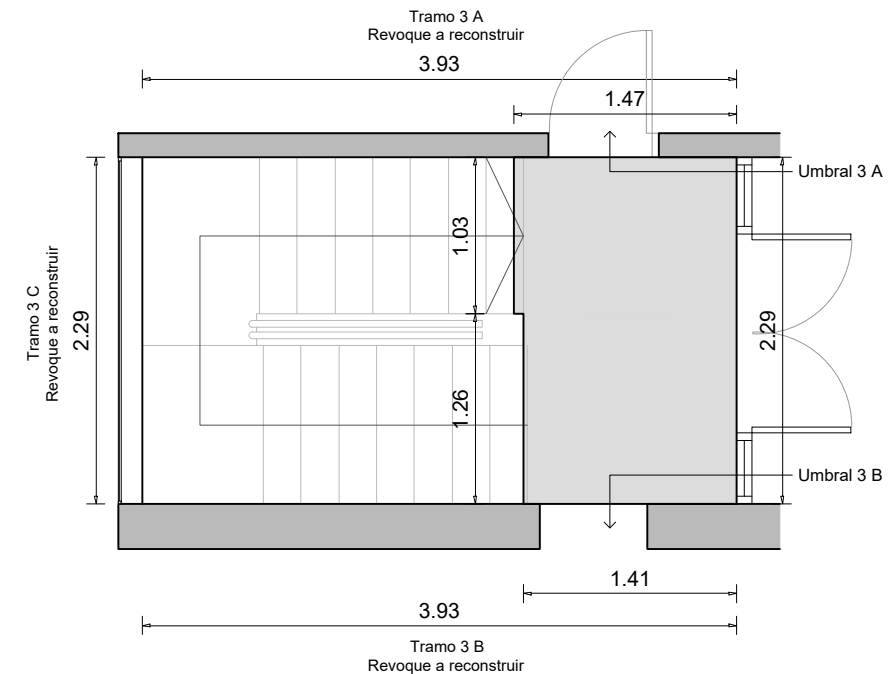 Tramo 3 A
Revoque a reconstruir
3.93
1.47
Umbral 3 A
1.03
Tramo 3 C
Revoque a reconstruir
2.29
2.29
1.26
Umbral 3 B
1.41
3.93
Tramo 3 B
Revoque a reconstruir